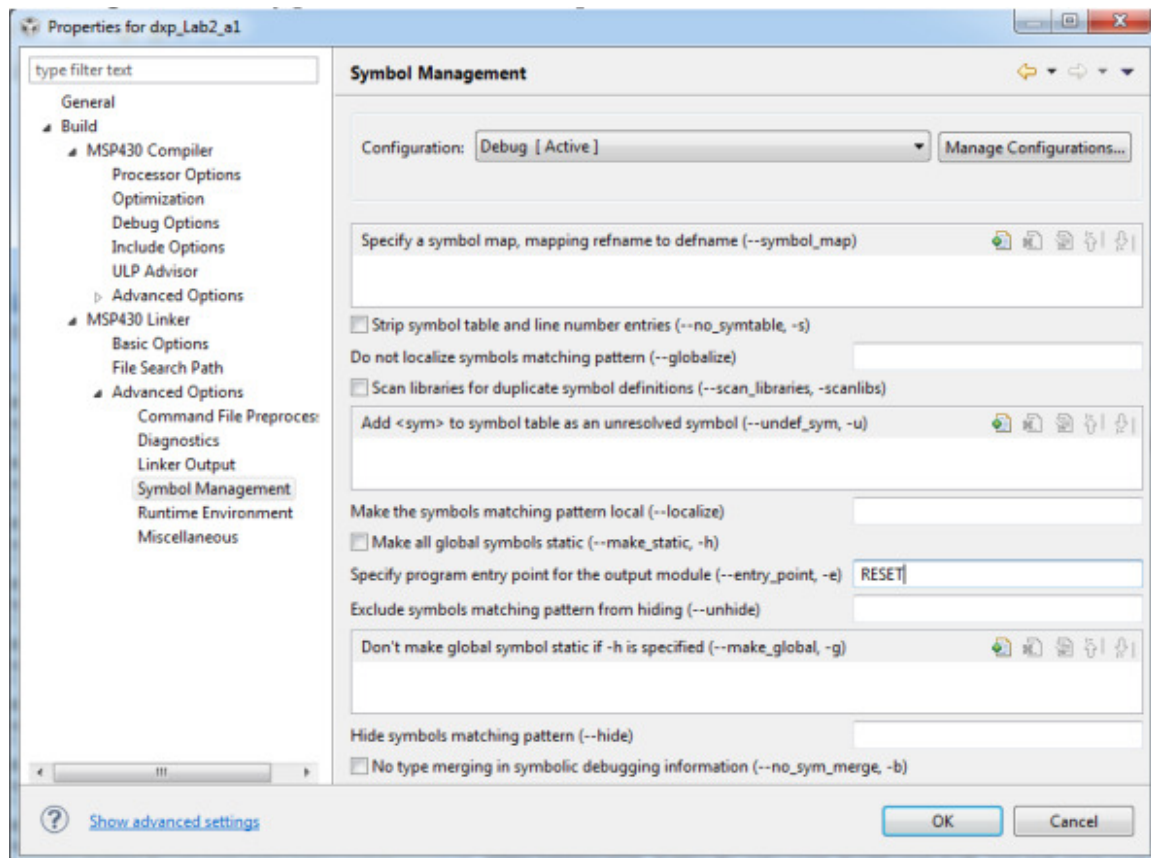 Properties for dxp_Lab2_a1
type filter text
General
Build
MSP430 Compiler
Processor Options
Optimization
Debug Options
Include Options
ULP Advisor
Advanced Options
MSP430 Linker
Basic Options
File Search Path
Advanced Options
Command File Preproces
Diagnostics
Linker Output
Symbol Management
Runtime Environment
Miscellaneous
Symbol Management
Configuration: Debug [ Active ] Manage Configurations...
Specify a symbol map, mapping refname to defname (--symbol_map)
Strip symbol table and line number entries (--no_symtable, -s)
Do not localize symbols matching pattern (--globalize)
Scan libraries for duplicate symbol definitions (--scan_libraries, -scanlibs)
Add <sym> to symbol table as an unresolved symbol (--undef_sym, -u)
Make the symbols matching pattern local (--localize)
Make all global symbols static (--make_static, -h)
Specify program entry point for the output module (--entry_point, -e) RESET
Exclude symbols matching pattern from hiding (--unhide)
Don't make global symbol static if -h is specified (--make_global, -g)
Hide symbols matching pattern (--hide)
No type merging in symbolic debugging information (--no_sym_merge, -b)
Show advanced settings
OK Cancel